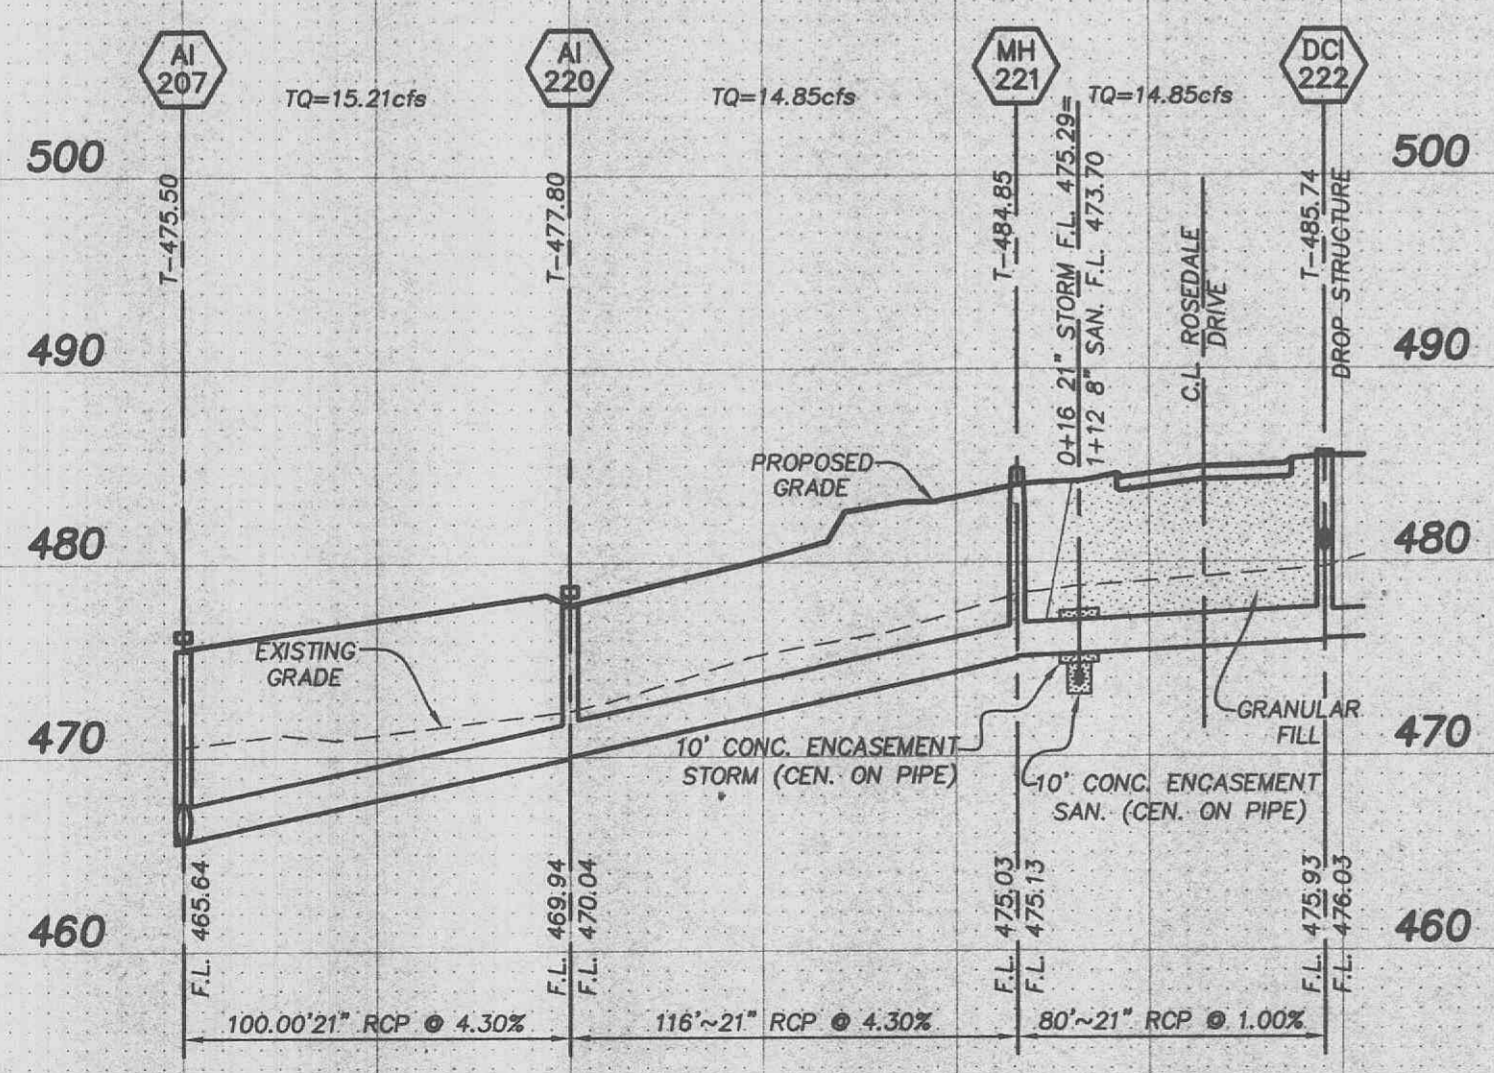 AI
207
AI
220
MH
221
DCI
222
TQ=15.21cfs
TQ=14.85cfs
TQ=14.85cfs
500
500
T-475.50
T-477.80
T-484.85
0+16 21" STORM F.L. 475.29=
1+12 8" SAN. F.L. 473.70
C.L. ROSEDALE
DRIVE
T-485.74
DROP STRUCTURE
490
490
PROPOSED
GRADE
480
480
EXISTING
GRADE
GRANULAR
FILL
470
470
10' CONC. ENCASEMENT
STORM (CEN. ON PIPE)
10' CONC. ENCASEMENT
SAN. (CEN. ON PIPE)
460
460
F.L. 465.64
F.L. 469.94
F.L. 470.04
F.L. 475.03
F.L. 475.13
F.L. 475.93
F.L. 476.03
100.00'21" RCP @ 4.30%
116'~21" RCP @ 4.30%
80'~21" RCP @ 1.00%